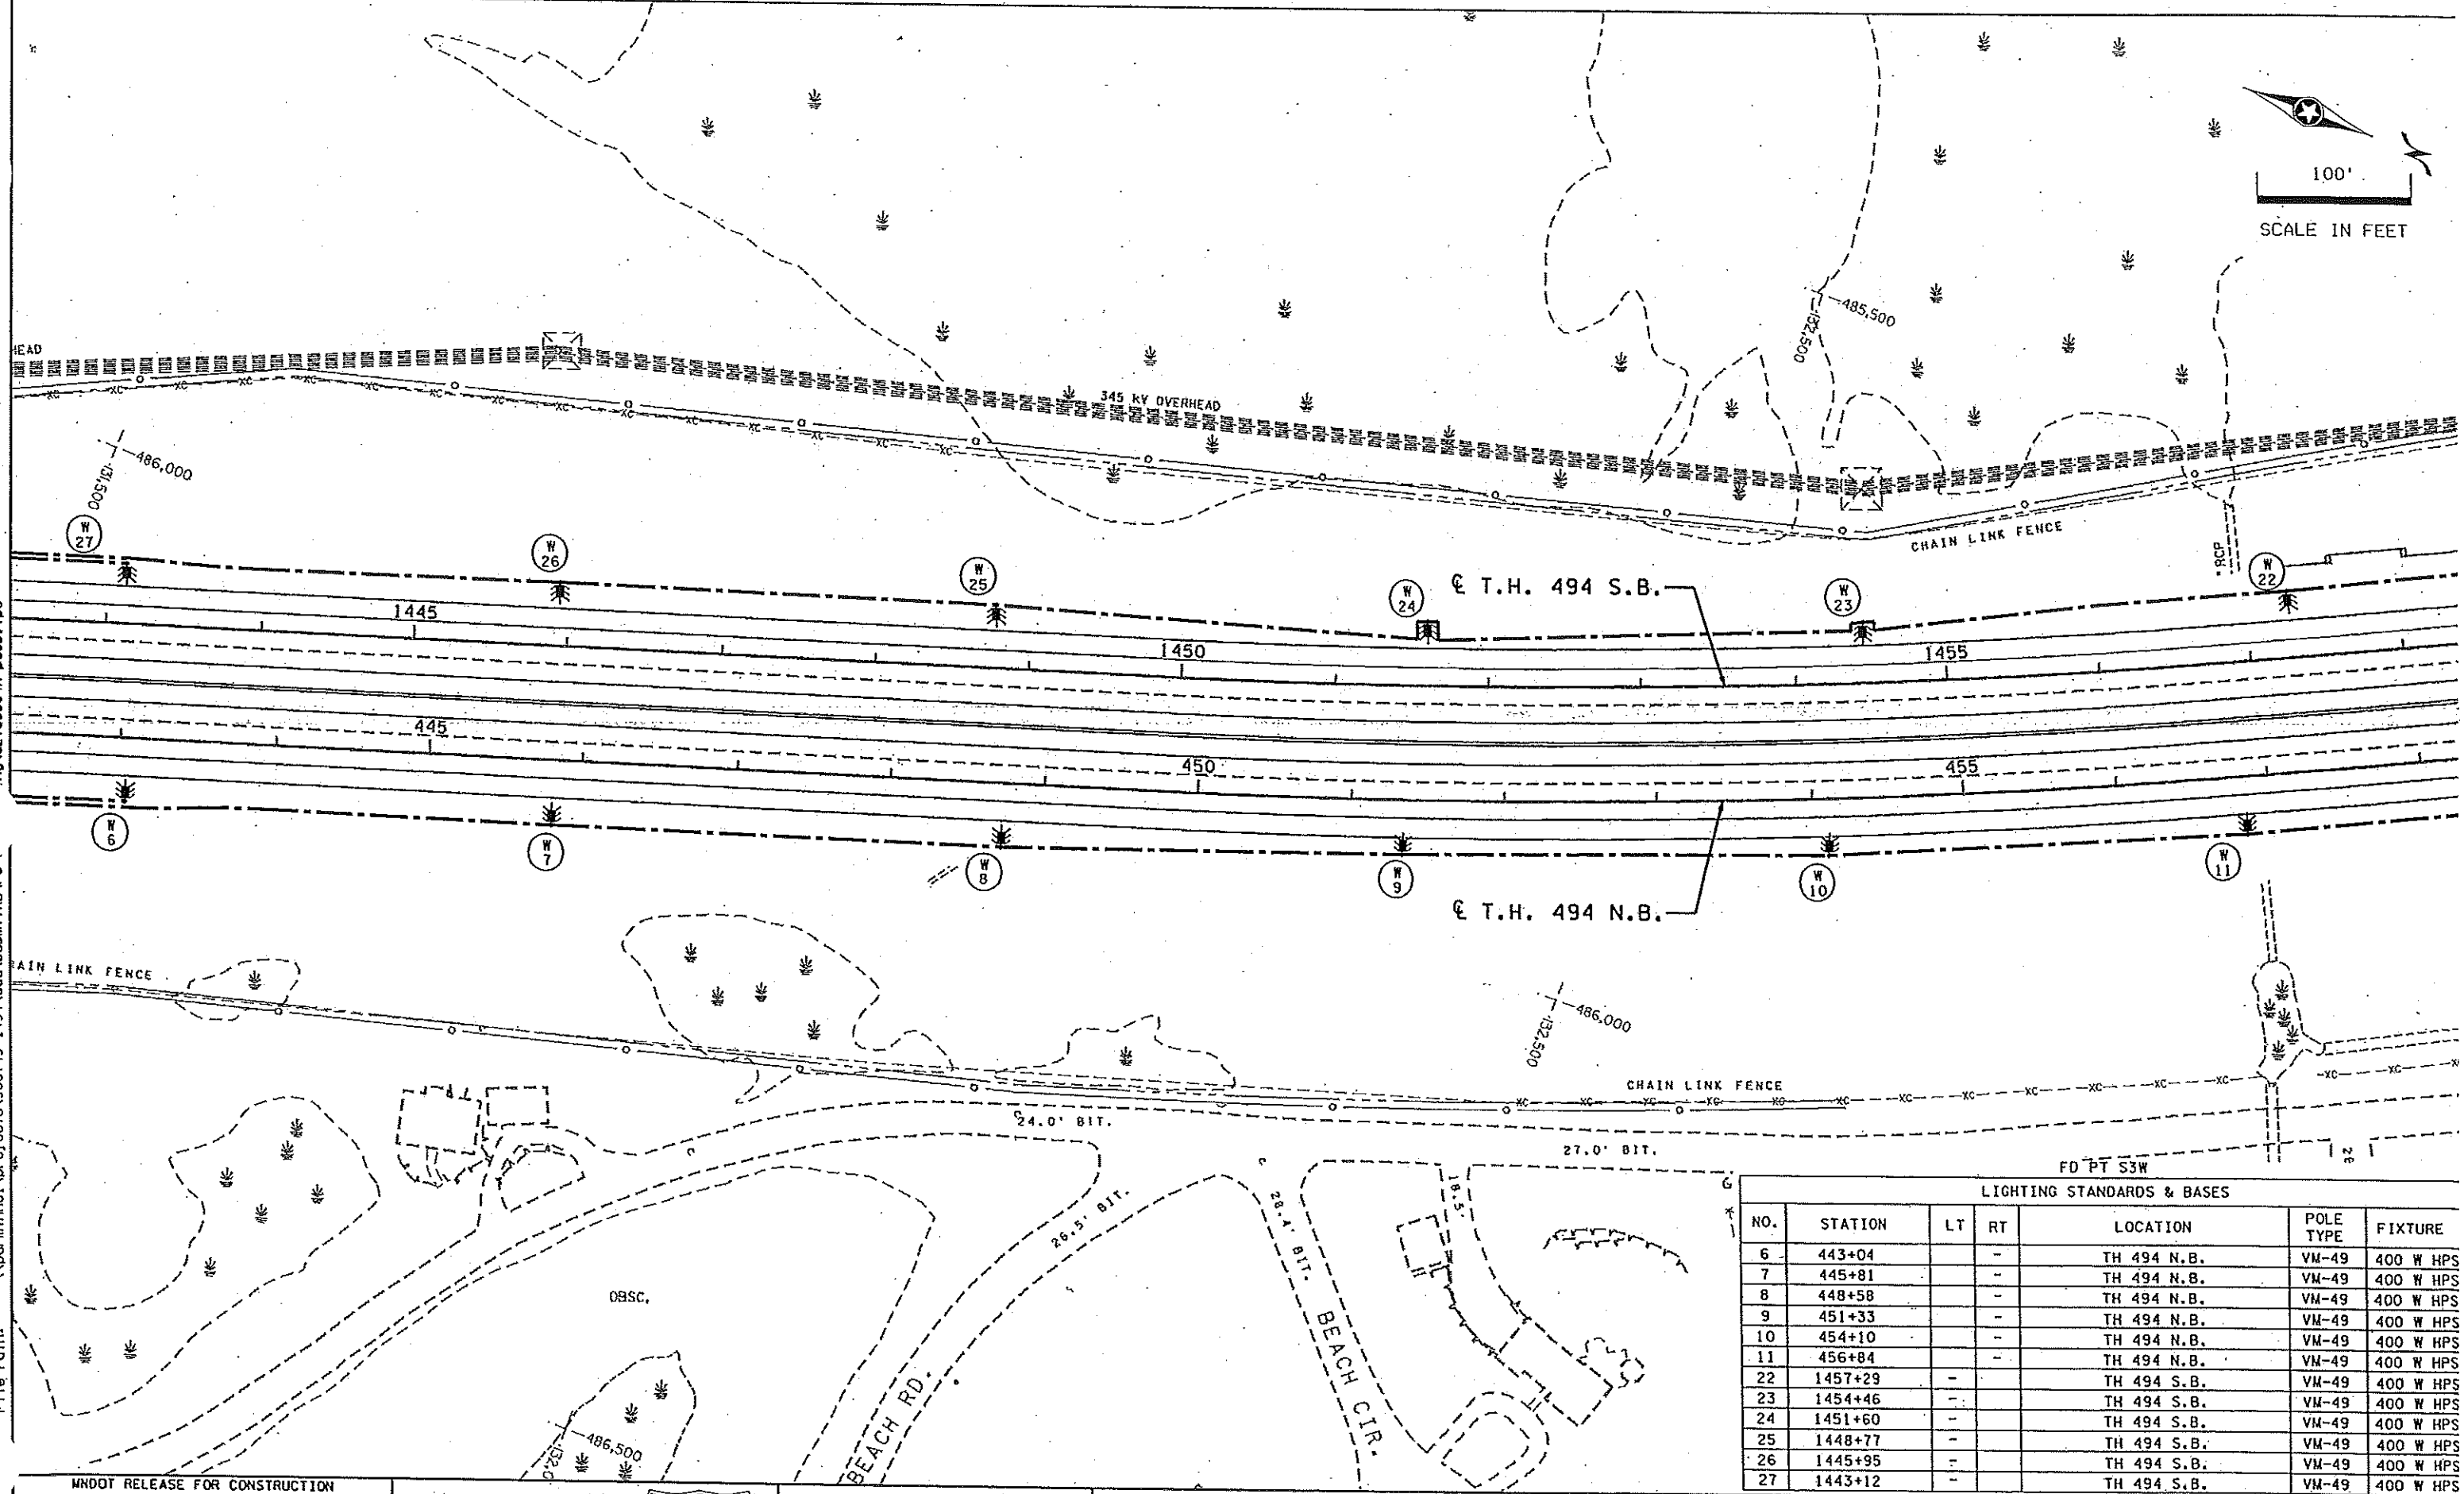 100'
SCALE IN FEET
485,500
132,500
345 KV OVERHEAD
486,000
131,500
CHAIN LINK FENCE
RCP
W 27
W 26
W 25
W 24
W 23
W 22
℄ T.H. 494 S.B.
1445
1450
1455
445
450
455
W 6
W 7
W 8
W 9
W 10
W 11
℄ T.H. 494 N.B.
AIN LINK FENCE
486,000
132,500
CHAIN LINK FENCE
24.0' BIT.
27.0' BIT.
26.5' BIT.
28.4' BIT.
18.5'
BEACH RD.
BEACH CIR.
OBSC.
486,500
FD PT S3W
LIGHTING STANDARDS & BASES
NO. STATION LT RT LOCATION POLE TYPE FIXTURE
6 443+04 - TH 494 N.B. VM-49 400 W HPS
7 445+81 - TH 494 N.B. VM-49 400 W HPS
8 448+58 - TH 494 N.B. VM-49 400 W HPS
9 451+33 - TH 494 N.B. VM-49 400 W HPS
10 454+10 - TH 494 N.B. VM-49 400 W HPS
11 456+84 - TH 494 N.B. VM-49 400 W HPS
22 1457+29 - TH 494 S.B. VM-49 400 W HPS
23 1454+46 - TH 494 S.B. VM-49 400 W HPS
24 1451+60 - TH 494 S.B. VM-49 400 W HPS
25 1448+77 - TH 494 S.B. VM-49 400 W HPS
26 1445+95 - TH 494 S.B. VM-49 400 W HPS
27 1443+12 - TH 494 S.B. VM-49 400 W HPS
MNDOT RELEASE FOR CONSTRUCTION